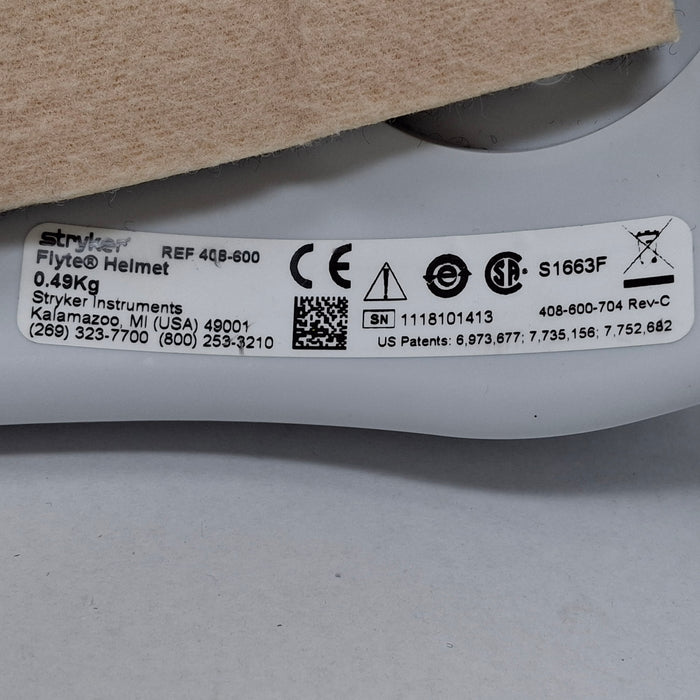 stryker
REF 408-600
Flyte® Helmet
0.49Kg
Stryker Instruments
Kalamazoo, MI (USA) 49001
(269) 323-7700 (800) 253-3210
CE
SA S1663F
SN 1118101413
408-600-704 Rev-C
US Patents: 6,973,677; 7,735,156; 7,752,682